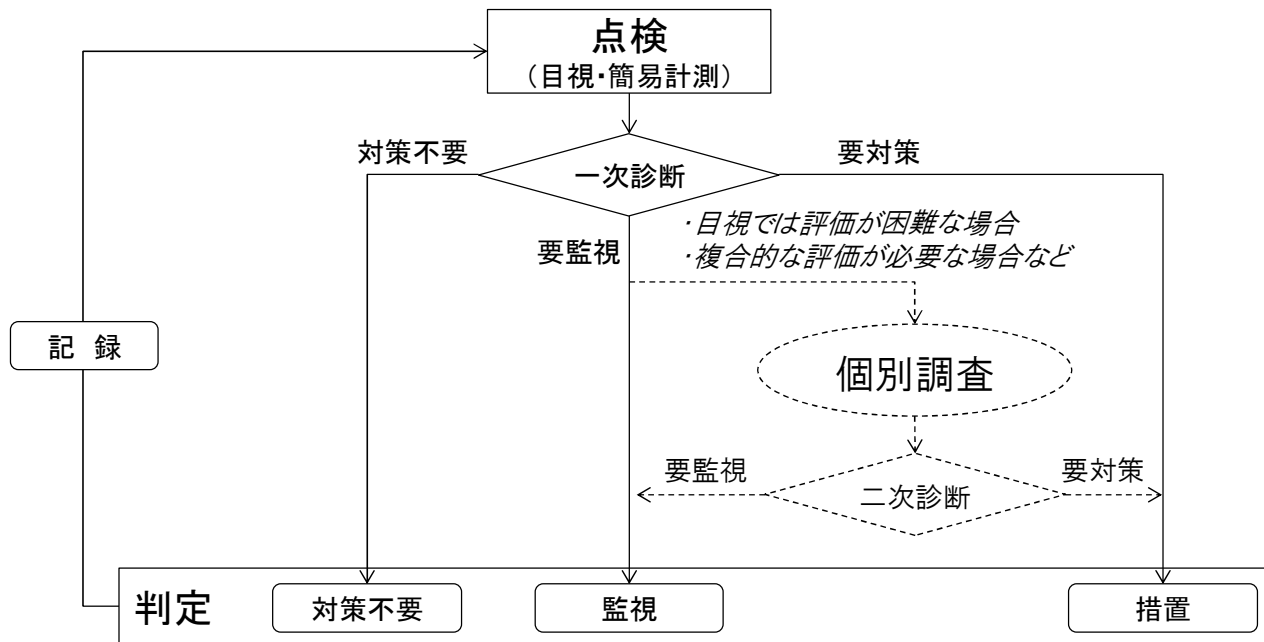 点検
（目視・簡易計測）
対策不要
一次診断
要対策
・目視では評価が困難な場合
・複合的な評価が必要な場合など
要監視
記 録
個別調査
要監視
二次診断
要対策
判定
対策不要
監視
措置